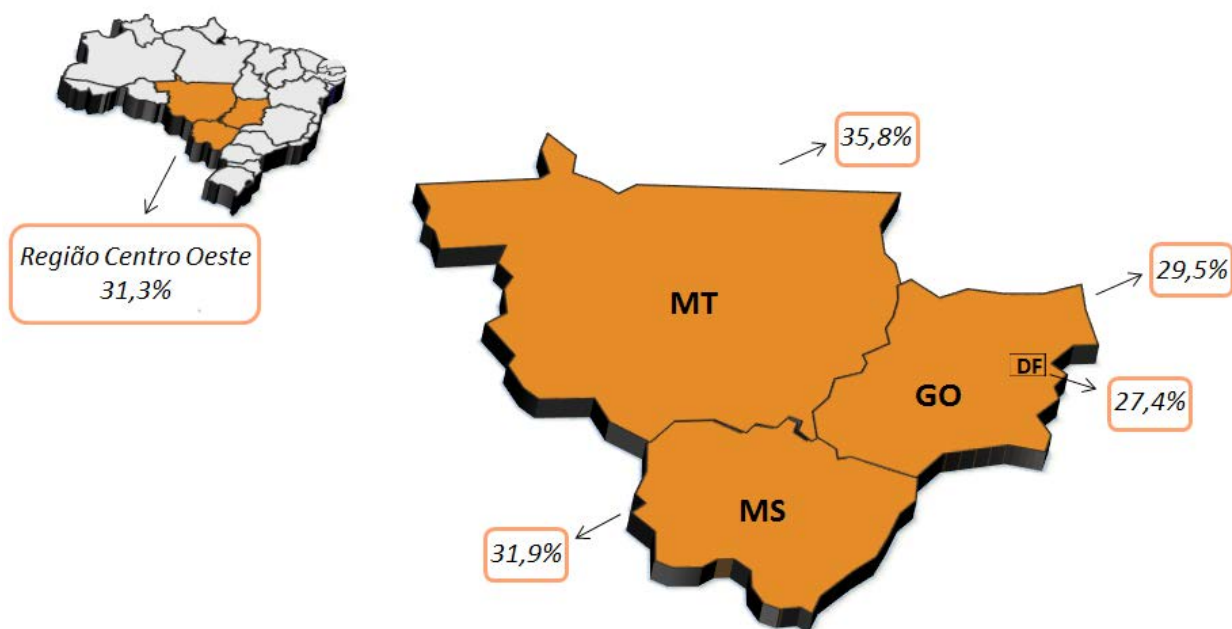 35,8%
Região Centro Oeste
31,3%
29,5%
MT
DF
GO
27,4%
MS
31,9%